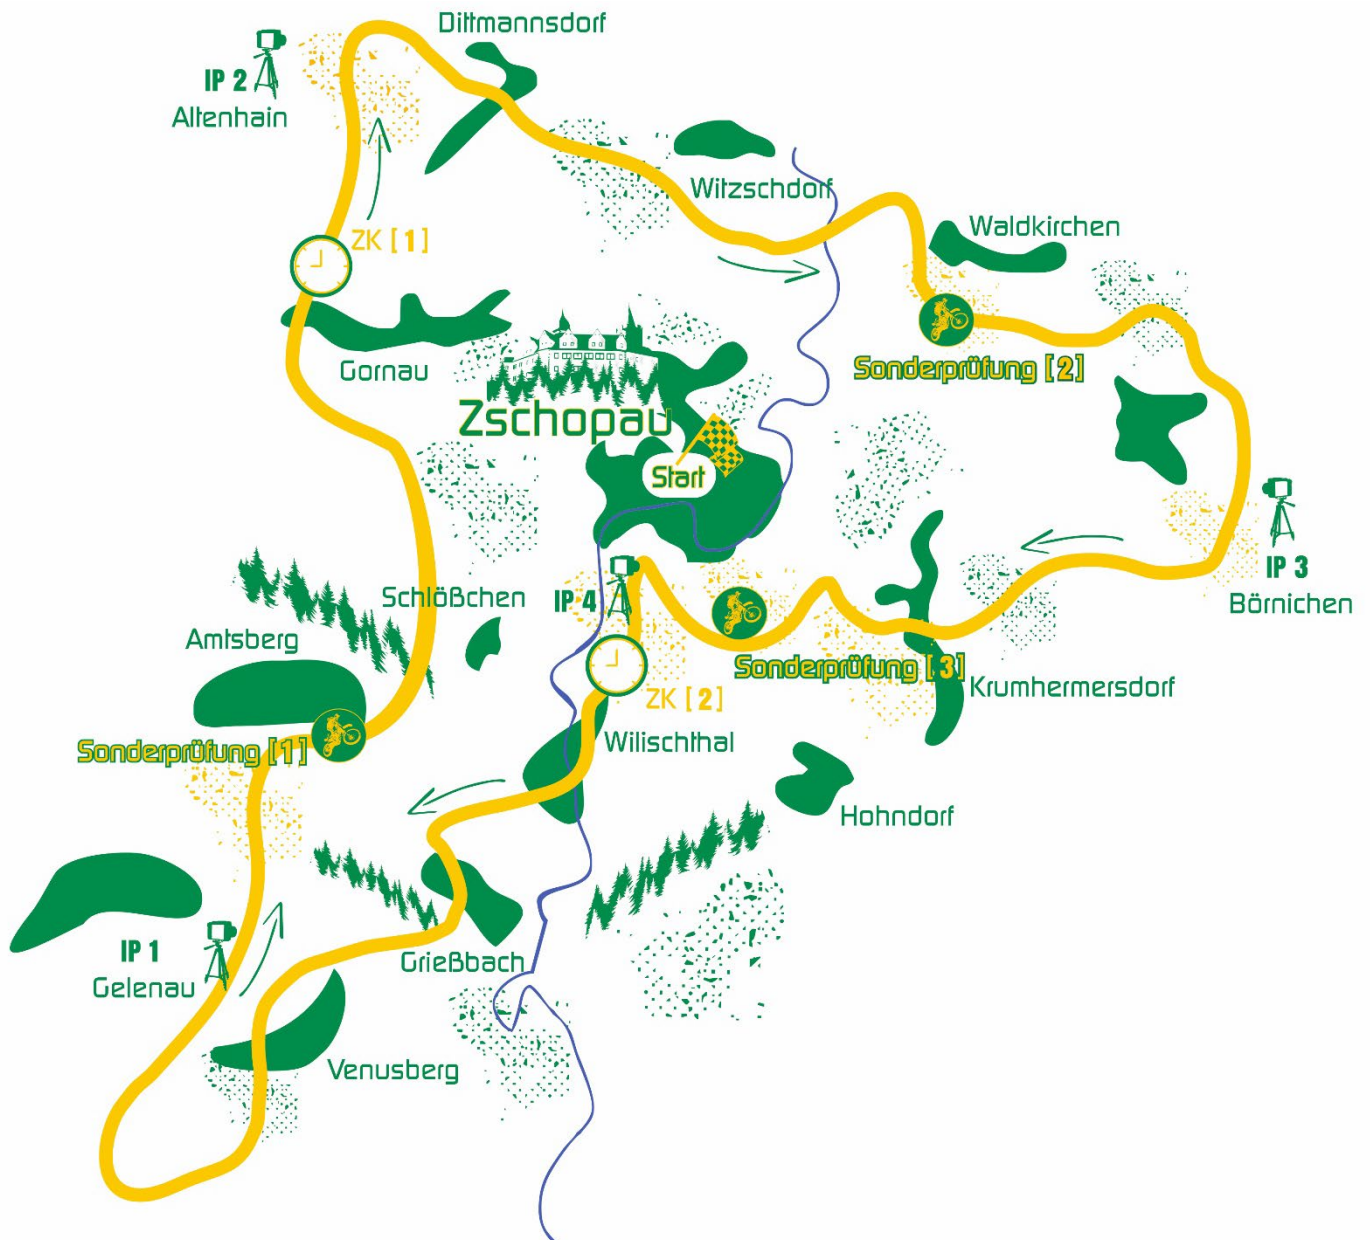 Dittmannsdorf
IP 2
Altenhain
Witzschdorf
Waldkirchen
ZK [1]
Gornau
Sonderprüfung [2]
Zschopau
Start
IP 3
Börnichen
Schlößchen
IP 4
Amtsberg
Sonderprüfung [3]
Krumhermersdorf
ZK [2]
Wilischthal
Sonderprüfung [1]
Hohndorf
IP 1
Gelenau
Grießbach
Venusberg